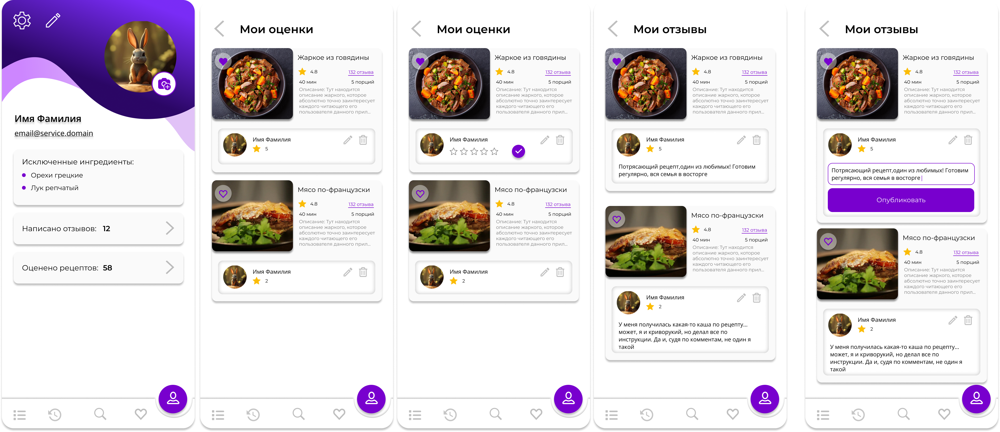 Имя Фамилия
email@service.domain
Исключенные ингредиенты:
Орехи грецкие
Лук репчатый
Написано отзывов: 12
Оценено рецептов: 58
Мои оценки
Жаркое из говядины
4.8 132 отзыва
40 мин 5 порций
Описание: Тут находится
описание жаркого, которое
абсолютно точно заинтересует
каждого читающего его
пользователя данного прил...
Имя Фамилия
5
Мясо по-французски
4.8 132 отзыва
40 мин 5 порций
Описание: Тут находится
описание жаркого, которое
абсолютно точно заинтересует
каждого читающего его
пользователя данного прил...
Имя Фамилия
2
Мои оценки
Жаркое из говядины
4.8 132 отзыва
40 мин 5 порций
Описание: Тут находится
описание жаркого, которое
абсолютно точно заинтересует
каждого читающего его
пользователя данного прил...
Имя Фамилия
Мясо по-французски
4.8 132 отзыва
40 мин 5 порций
Описание: Тут находится
описание жаркого, которое
абсолютно точно заинтересует
каждого читающего его
пользователя данного прил...
Имя Фамилия
2
Мои отзывы
Жаркое из говядины
4.8 132 отзыва
40 мин 5 порций
Описание: Тут находится
описание жаркого, которое
абсолютно точно заинтересует
каждого читающего его
пользователя данного прил...
Имя Фамилия
5
Потрясающий рецепт,один из любимых! Готовим
регулярно, вся семья в восторге
Мясо по-французски
4.8 132 отзыва
40 мин 5 порций
Описание: Тут находится
описание жаркого, которое
абсолютно точно заинтересует
каждого читающего его
пользователя данного прил...
Имя Фамилия
2
У меня получилась какая-то каша по рецепту...
может, я и криворукий, но делал все по
инструкции. Да и, судя по комментам, не один я
такой
Мои отзывы
Жаркое из говядины
4.8 132 отзыва
40 мин 5 порций
Описание: Тут находится
описание жаркого, которое
абсолютно точно заинтересует
каждого читающего его
пользователя данного прил...
Имя Фамилия
5
Потрясающий рецепт,один из любимых! Готовим
регулярно, вся семья в восторге
Опубликовать
Мясо по-французски
4.8 132 отзыва
40 мин 5 порций
Описание: Тут находится
описание жаркого, которое
абсолютно точно заинтересует
каждого читающего его
пользователя данного прил...
Имя Фамилия
2
У меня получилась какая-то каша по рецепту...
может, я и криворукий, но делал все по
инструкции. Да и, судя по комментам, не один я
такой